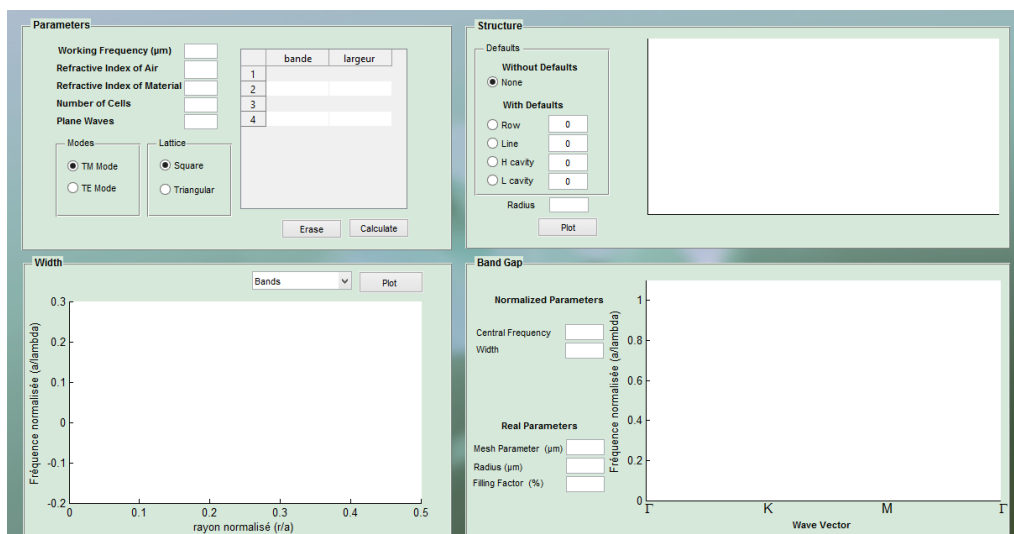 Parameters
Working Frequency (µm)
Refractive Index of Air
Refractive Index of Material
Number of Cells
Plane Waves
bande largeur
1
2
3
4
Modes
TM Mode
TE Mode
Lattice
Square
Triangular
Erase Calculate
Structure
Defaults
Without Defaults
None
With Defaults
Row 0
Line 0
H cavity 0
L cavity 0
Radius
Plot
Width
Bands Plot
Fréquence normalisée (a/lambda)
0.3
0.2
0.1
0
-0.1
-0.2
0 0.1 0.2 0.3 0.4 0.5
rayon normalisé (r/a)
Band Gap
Normalized Parameters
Central Frequency
Width
Real Parameters
Mesh Parameter (µm)
Radius (µm)
Filling Factor (%)
Fréquence normalisée (a/lambda)
1
0.8
0.6
0.4
0.2
0
Γ K M Γ
Wave Vector